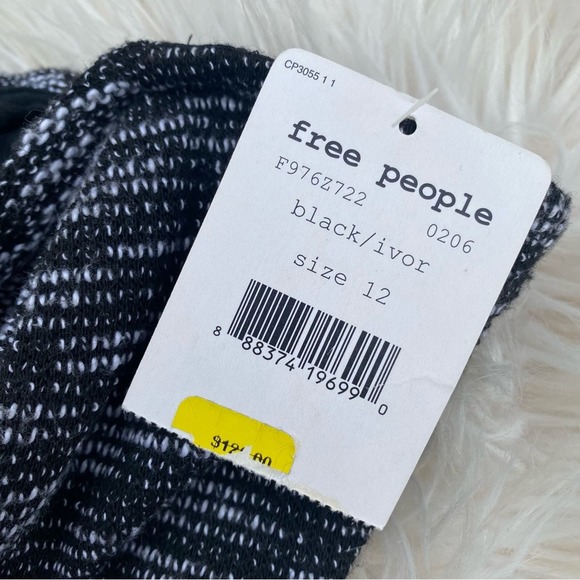 CP3055 1 1
free people
F976Z722 0206
black/ivor
size 12
8 88374 19699 0